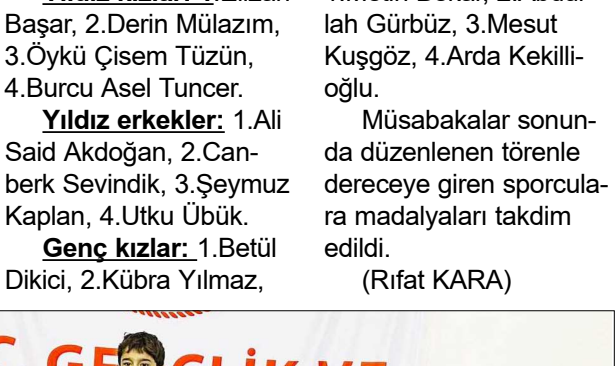 Başar, 2.Derin Mülazım,
3.Öykü Çisem Tüzün,
4.Burcu Asel Tuncer.
Yıldız erkekler: 1.Ali
Said Akdoğan, 2.Can-
berk Sevindik, 3.Şeymuz
Kaplan, 4.Utku Übük.
Genç kızlar: 1.Betül
Dikici, 2.Kübra Yılmaz,
lah Gürbüz, 3.Mesut
Kuşgöz, 4.Arda Kekilli-
oğlu.
Müsabakalar sonun-
da düzenlenen törenle
dereceye giren sporcula-
ra madalyaları takdim
edildi.
(Rıfat KARA)
GENÇLİK VE